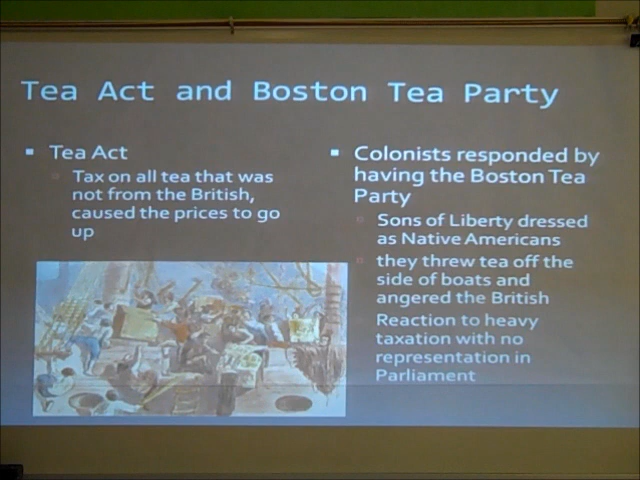 Tea Act and Boston Tea Party
Tea Act
Tax on all tea that was
not from the British,
caused the prices to go
up
Colonists responded by
having the Boston Tea
Party
Sons of Liberty dressed
as Native Americans
they threw tea off the
side of boats and
angered the British
Reaction to heavy
taxation with no
representation in
Parliament